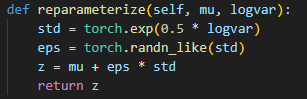 def reparameterize(self, mu, logvar):
    std = torch.exp(0.5 * logvar)
    eps = torch.randn_like(std)
    z = mu + eps * std
    return z